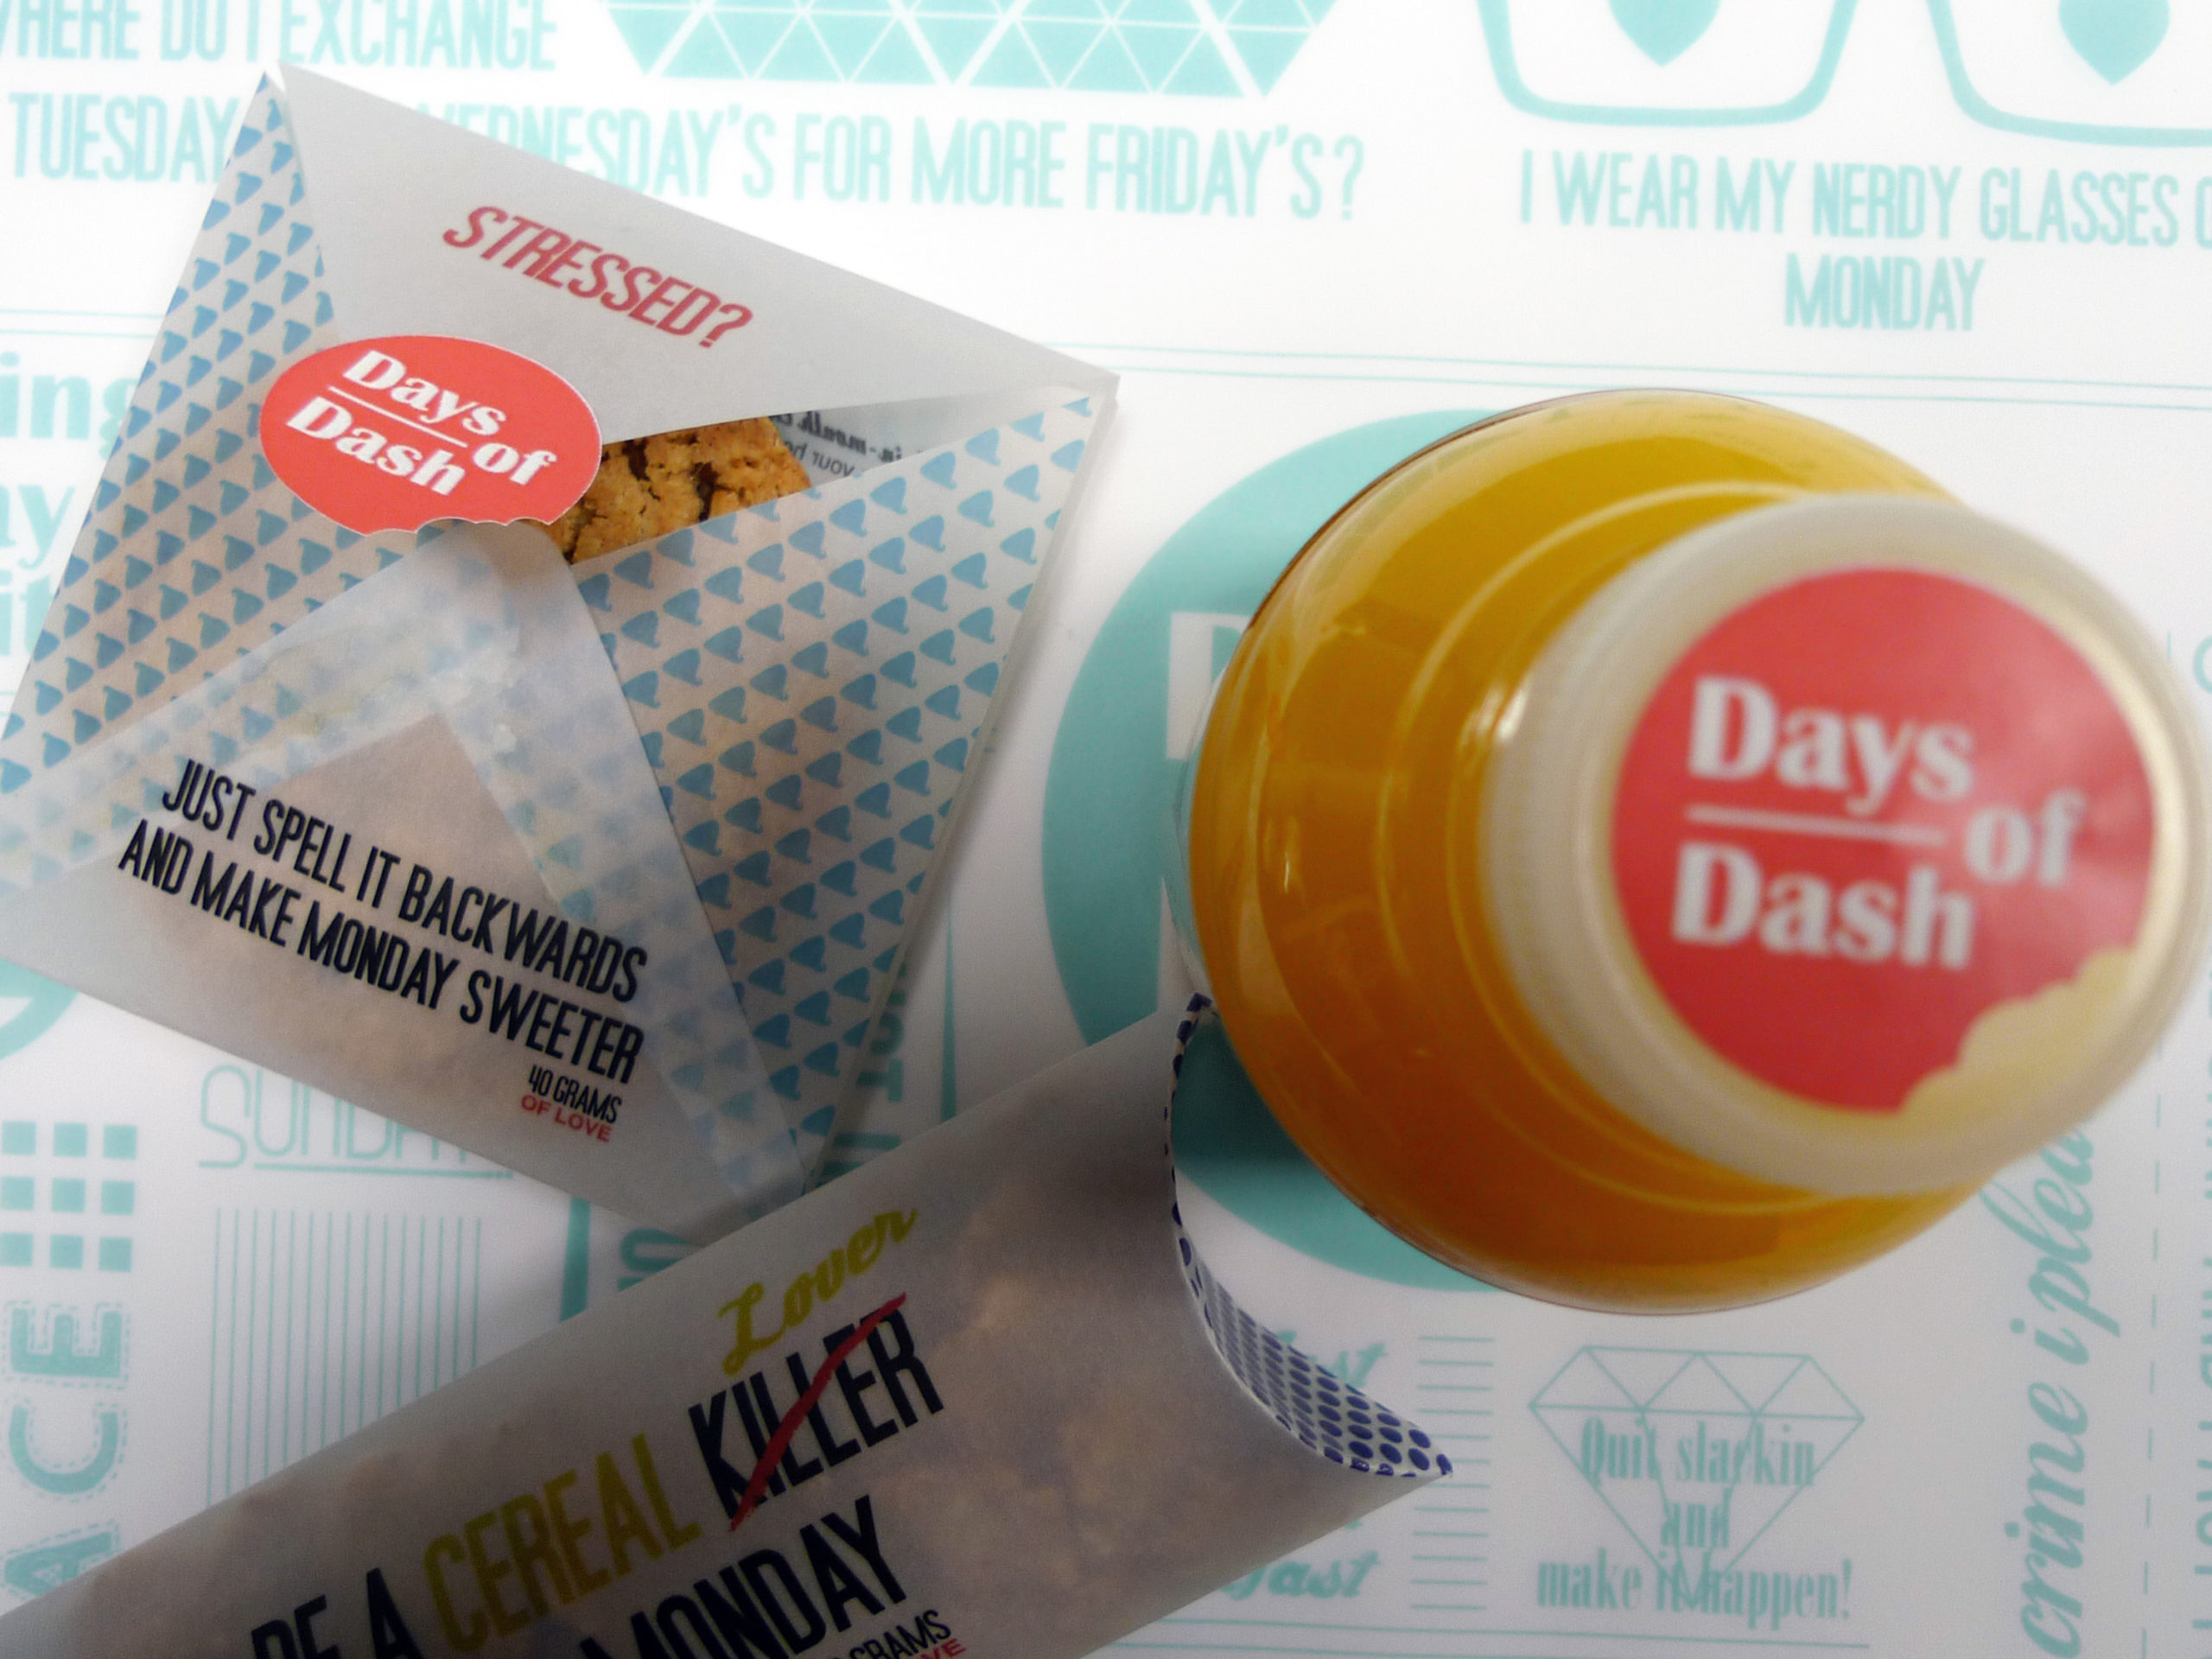 WHERE DO I EXCHANGE
TUESDAY WEDNESDAY'S FOR MORE FRIDAY'S?
I WEAR MY NERDY GLASSES
MONDAY
STRESSED?
Days
of
Dash
JUST SPELL IT BACKWARDS
AND MAKE MONDAY SWEETER
40 GRAMS
OF LOVE
Days
of
Dash
SUNDAY
Lover
BE A CEREAL KILLER
MONDAY
GRAMS
Quit slackin
and
make it happen!
crime i plea